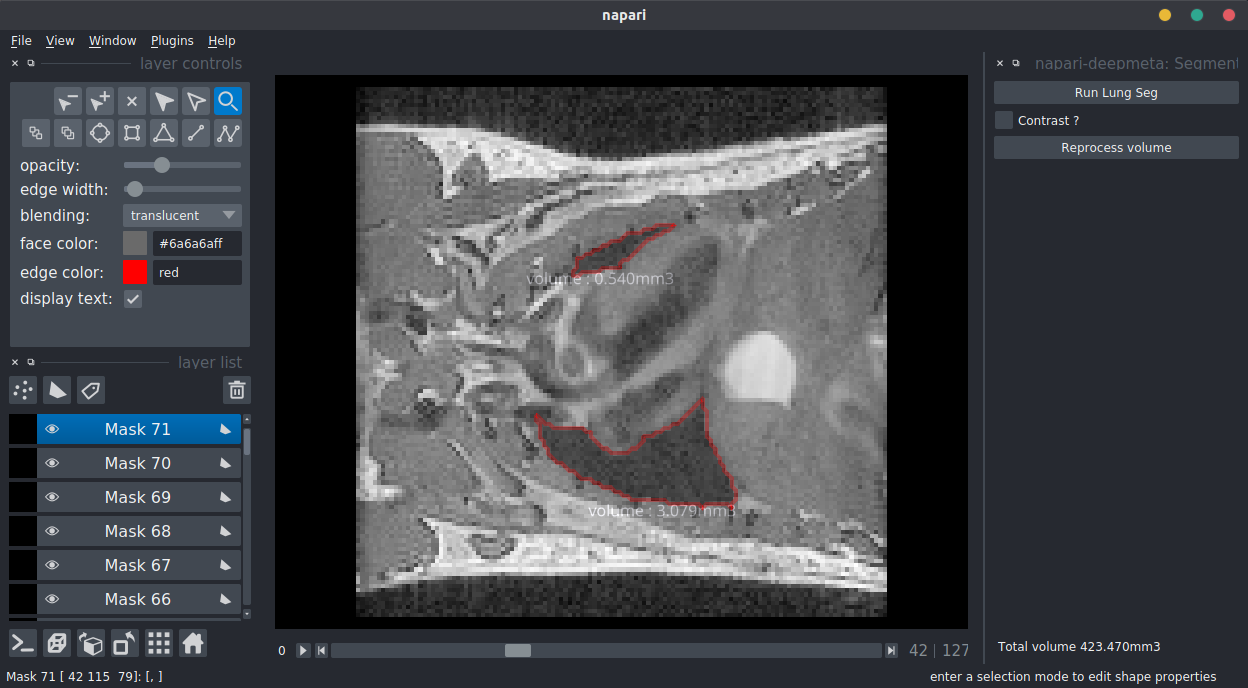 napari
File View Window Plugins Help
layer controls
opacity:
edge width:
blending: translucent
face color: #6a6a6aff
edge color: red
display text:
layer list
Mask 71
Mask 70
Mask 69
Mask 68
Mask 67
Mask 66
volume : 0.540mm3
volume : 3.079mm3
0 42 127
napari-deepmeta: Segment
Run Lung Seg
Contrast ?
Reprocess volume
Total volume 423.470mm3
Mask 71 [ 42 115 79]: [, ]
enter a selection mode to edit shape properties